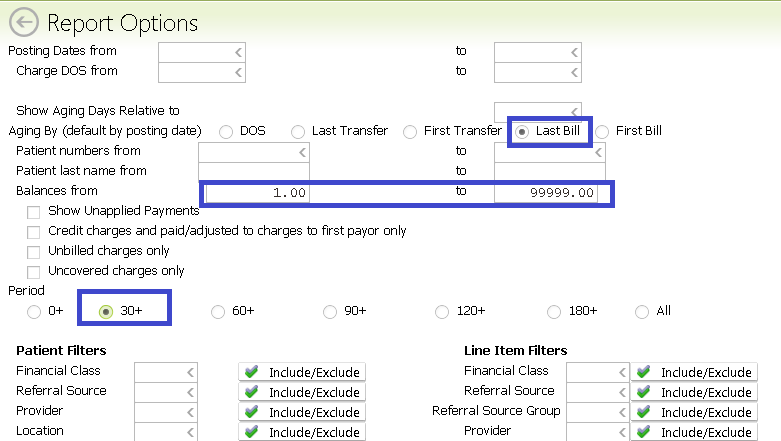 Report Options
Posting Dates from to
Charge DOS from to
Show Aging Days Relative to
Aging By (default by posting date) DOS Last Transfer First Transfer Last Bill First Bill
Patient numbers from to
Patient last name from to
Balances from 1.00 to 99999.00
Show Unapplied Payments
Credit charges and paid/adjusted to charges to first payor only
Unbilled charges only
Uncovered charges only
Period
0+ 30+ 60+ 90+ 120+ 180+ All
Patient Filters Line Item Filters
Financial Class Include/Exclude Financial Class Include/Exclude
Referral Source Include/Exclude Referral Source Include/Exclude
Provider Include/Exclude Referral Source Group Include/Exclude
Location Include/Exclude Provider Include/Exclude